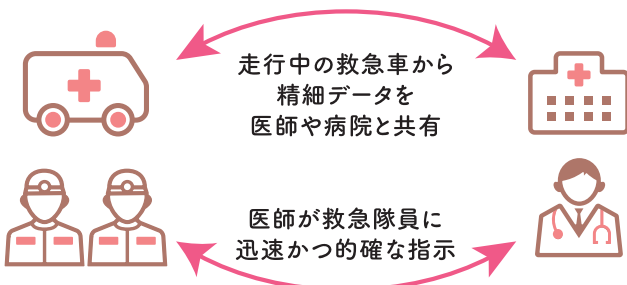 走行中の救急車から
精細データを
医師や病院と共有
医師が救急隊員に
迅速かつ的確な指示